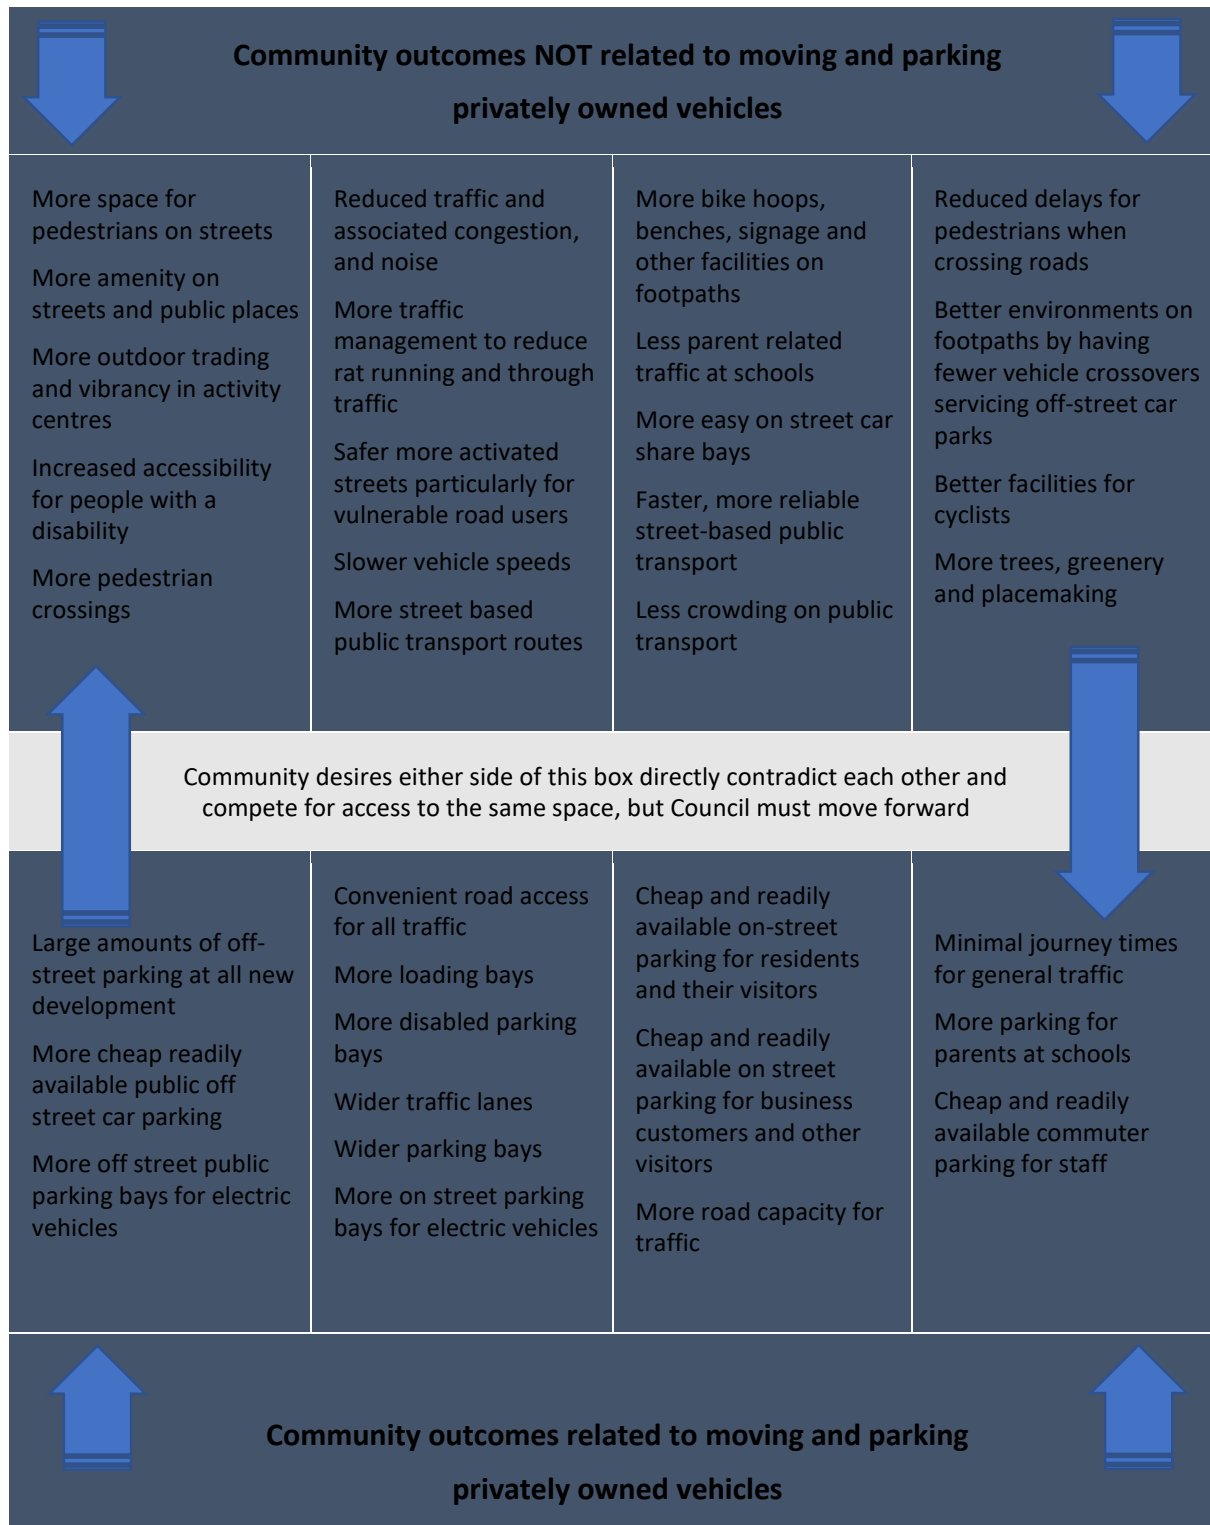 Community outcomes NOT related to moving and parking
privately owned vehicles
More space for
pedestrians on streets
More amenity on
streets and public places
More outdoor trading
and vibrancy in activity
centres
Increased accessibility
for people with a
disability
More pedestrian
crossings
Reduced traffic and
associated congestion,
and noise
More traffic
management to reduce
rat running and through
traffic
Safer more activated
streets particularly for
vulnerable road users
Slower vehicle speeds
More street based
public transport routes
More bike hoops,
benches, signage and
other facilities on
footpaths
Less parent related
traffic at schools
More easy on street car
share bays
Faster, more reliable
street-based public
transport
Less crowding on public
transport
Reduced delays for
pedestrians when
crossing roads
Better environments on
footpaths by having
fewer vehicle crossovers
servicing off-street car
parks
Better facilities for
cyclists
More trees, greenery
and placemaking
Community desires either side of this box directly contradict each other and
compete for access to the same space, but Council must move forward
Large amounts of off-
street parking at all new
development
More cheap readily
available public off
street car parking
More off street public
parking bays for electric
vehicles
Convenient road access
for all traffic
More loading bays
More disabled parking
bays
Wider traffic lanes
Wider parking bays
More on street parking
bays for electric vehicles
Cheap and readily
available on-street
parking for residents
and their visitors
Cheap and readily
available on street
parking for business
customers and other
visitors
More road capacity for
traffic
Minimal journey times
for general traffic
More parking for
parents at schools
Cheap and readily
available commuter
parking for staff
Community outcomes related to moving and parking
privately owned vehicles